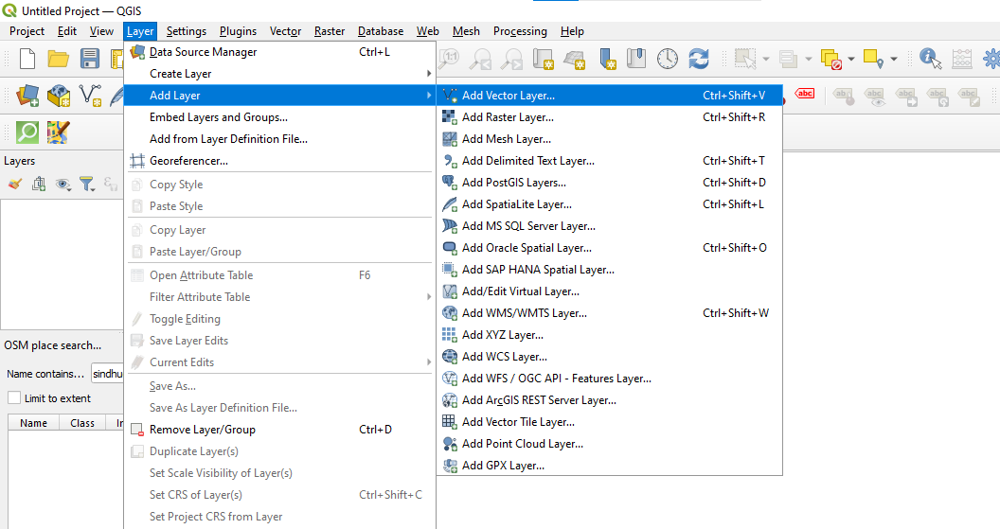 Untitled Project — QGIS
Project Edit View Layer Settings Plugins Vector Raster Database Web Mesh Processing Help
Data Source Manager Ctrl+L
Create Layer
Add Layer
Embed Layers and Groups...
Add from Layer Definition File...
Georeferencer...
Copy Style
Paste Style
Copy Layer
Paste Layer/Group
Open Attribute Table F6
Filter Attribute Table
Toggle Editing
Save Layer Edits
Current Edits
Save As...
Save As Layer Definition File...
Remove Layer/Group Ctrl+D
Duplicate Layer(s)
Set Scale Visibility of Layer(s)
Set CRS of Layer(s) Ctrl+Shift+C
Set Project CRS from Layer
Add Vector Layer... Ctrl+Shift+V
Add Raster Layer... Ctrl+Shift+R
Add Mesh Layer...
Add Delimited Text Layer... Ctrl+Shift+T
Add PostGIS Layers... Ctrl+Shift+D
Add SpatiaLite Layer... Ctrl+Shift+L
Add MS SQL Server Layer...
Add Oracle Spatial Layer... Ctrl+Shift+O
Add SAP HANA Spatial Layer...
Add/Edit Virtual Layer...
Add WMS/WMTS Layer... Ctrl+Shift+W
Add XYZ Layer...
Add WCS Layer...
Add WFS / OGC API - Features Layer...
Add ArcGIS REST Server Layer...
Add Vector Tile Layer...
Add Point Cloud Layer...
Add GPX Layer...
1:1
abc
abc
abc
abc
abc
abc
Layers
OSM place search...
Name contains... sindhu
Limit to extent
Name Class